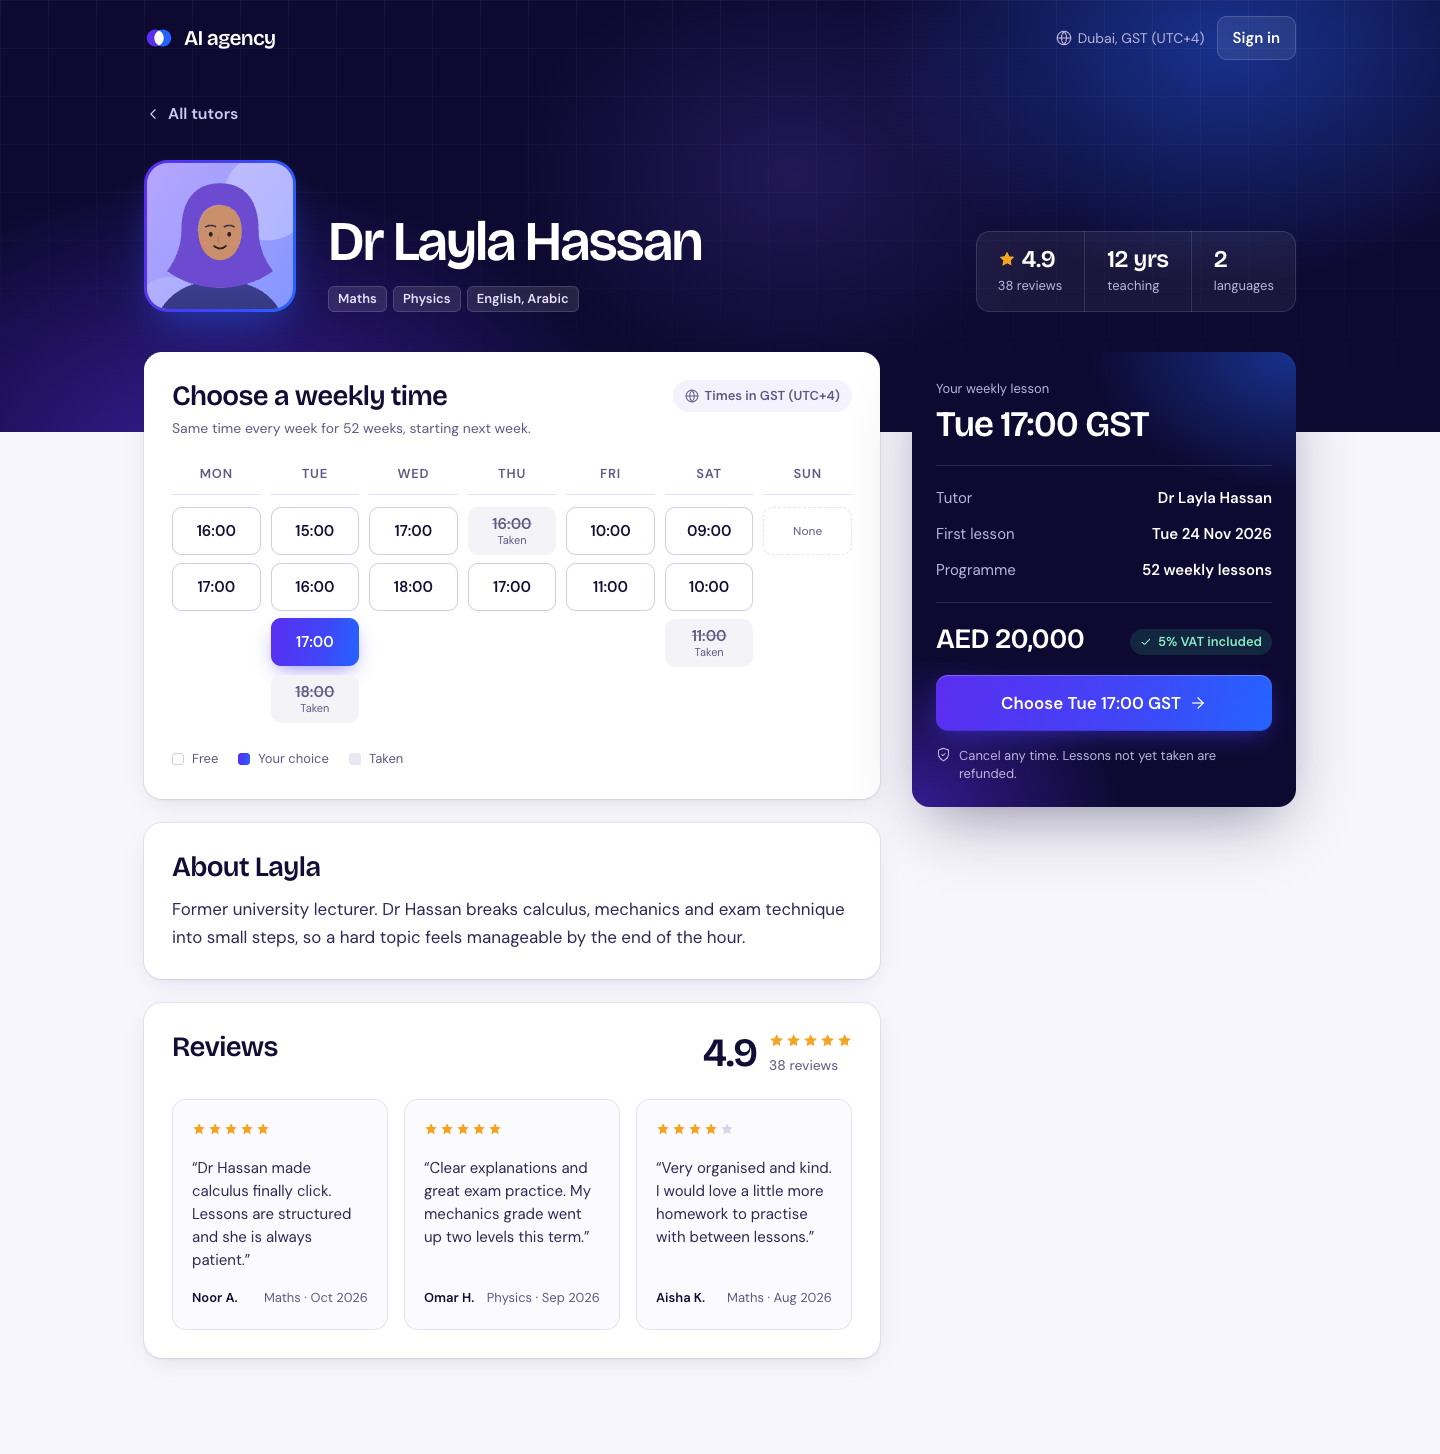 AI agency
Dubai, GST (UTC+4)
Sign in
All tutors
Dr Layla Hassan
Maths
Physics
English, Arabic
4.9
38 reviews
12 yrs
teaching
2
languages
Choose a weekly time
Times in GST (UTC+4)
Same time every week for 52 weeks, starting next week.
MON TUE WED THU FRI SAT SUN
16:00 15:00 17:00 16:00 Taken 10:00 09:00 None
17:00 16:00 18:00 17:00 11:00 10:00
17:00 11:00 Taken
18:00 Taken
Free
Your choice
Taken
Your weekly lesson
Tue 17:00 GST
Tutor Dr Layla Hassan
First lesson Tue 24 Nov 2026
Programme 52 weekly lessons
AED 20,000
5% VAT included
Choose Tue 17:00 GST
Cancel any time. Lessons not yet taken are
refunded.
About Layla
Former university lecturer. Dr Hassan breaks calculus, mechanics and exam technique
into small steps, so a hard topic feels manageable by the end of the hour.
Reviews
4.9
38 reviews
“Dr Hassan made
calculus finally click.
Lessons are structured
and she is always
patient.”
Noor A. Maths · Oct 2026
“Clear explanations and
great exam practice. My
mechanics grade went
up two levels this term.”
Omar H. Physics · Sep 2026
“Very organised and kind.
I would love a little more
homework to practise
with between lessons.”
Aisha K. Maths · Aug 2026